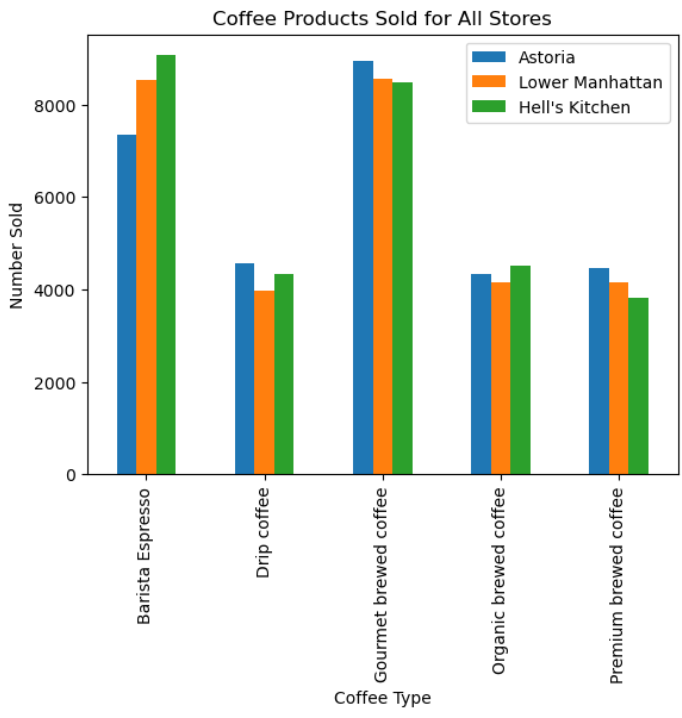 Coffee Products Sold for All Stores
Astoria
Lower Manhattan
Hell's Kitchen
Number Sold
8000
6000
4000
2000
0
Barista Espresso
Drip coffee
Gourmet brewed coffee
Organic brewed coffee
Premium brewed coffee
Coffee Type